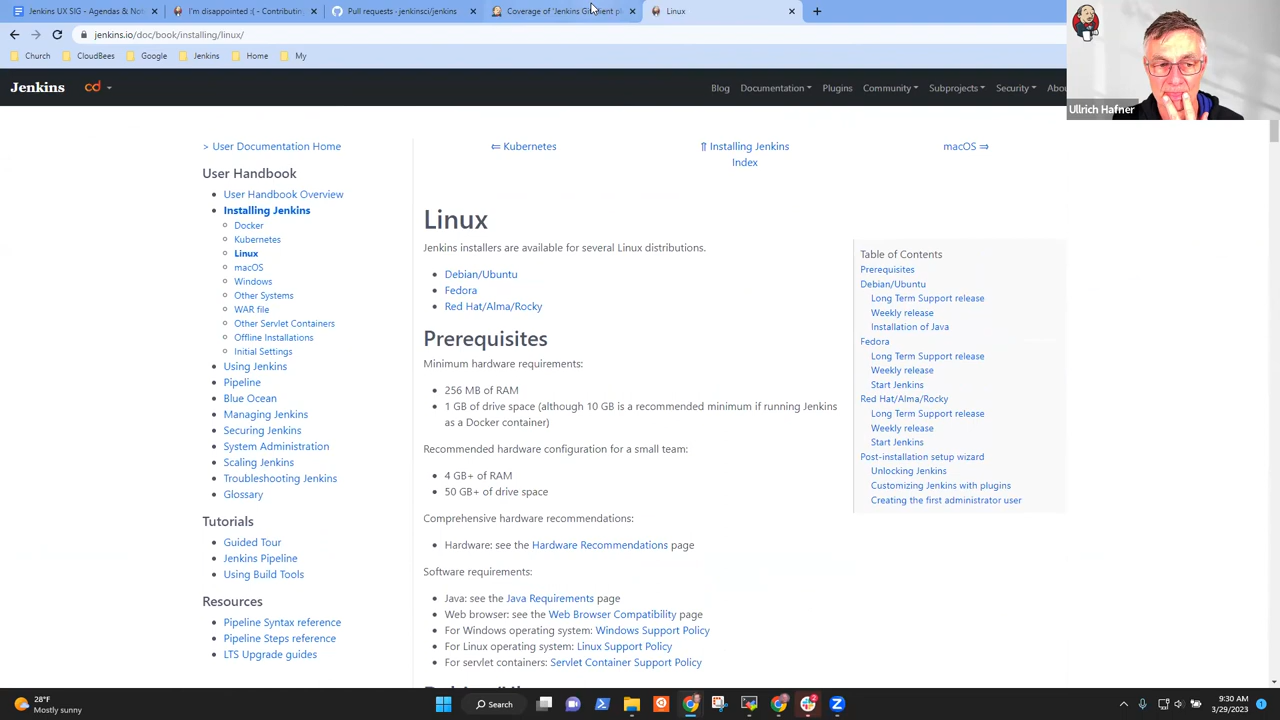 Jenkins UX SIG - Agendas & Not
I'm disappointed by "Jenkins
Pull requests - jenkinsci/
Coverage of 'Jenkins G
Linux
jenkins.io/doc/book/installing/linux/
Church
CloudBees
Google
Jenkins
Home
My
Jenkins
cd
Blog
Documentation
Plugins
Community
Subprojects
Security
Abou
Ullrich Hafner
> User Documentation Home
User Handbook
User Handbook Overview
Installing Jenkins
Docker
Kubernetes
Linux
macOS
Windows
Other Systems
WAR file
Other Servlet Containers
Offline Installations
Initial Settings
Using Jenkins
Pipeline
Blue Ocean
Managing Jenkins
Securing Jenkins
System Administration
Scaling Jenkins
Troubleshooting Jenkins
Glossary
Tutorials
Guided Tour
Jenkins Pipeline
Using Build Tools
Resources
Pipeline Syntax reference
Pipeline Steps reference
LTS Upgrade guides
⇐ Kubernetes
⇑ Installing Jenkins
Index
macOS ⇒
Linux
Jenkins installers are available for several Linux distributions.
Debian/Ubuntu
Fedora
Red Hat/Alma/Rocky
Prerequisites
Minimum hardware requirements:
256 MB of RAM
1 GB of drive space (although 10 GB is a recommended minimum if running Jenkins
as a Docker container)
Recommended hardware configuration for a small team:
4 GB+ of RAM
50 GB+ of drive space
Comprehensive hardware recommendations:
Hardware: see the Hardware Recommendations page
Software requirements:
Java: see the Java Requirements page
Web browser: see the Web Browser Compatibility page
For Windows operating system: Windows Support Policy
For Linux operating system: Linux Support Policy
For servlet containers: Servlet Container Support Policy
Table of Contents
Prerequisites
Debian/Ubuntu
Long Term Support release
Weekly release
Installation of Java
Fedora
Long Term Support release
Weekly release
Start Jenkins
Red Hat/Alma/Rocky
Long Term Support release
Weekly release
Start Jenkins
Post-installation setup wizard
Unlocking Jenkins
Customizing Jenkins with plugins
Creating the first administrator user
28°F
Mostly sunny
Search
9:30 AM
3/29/2023